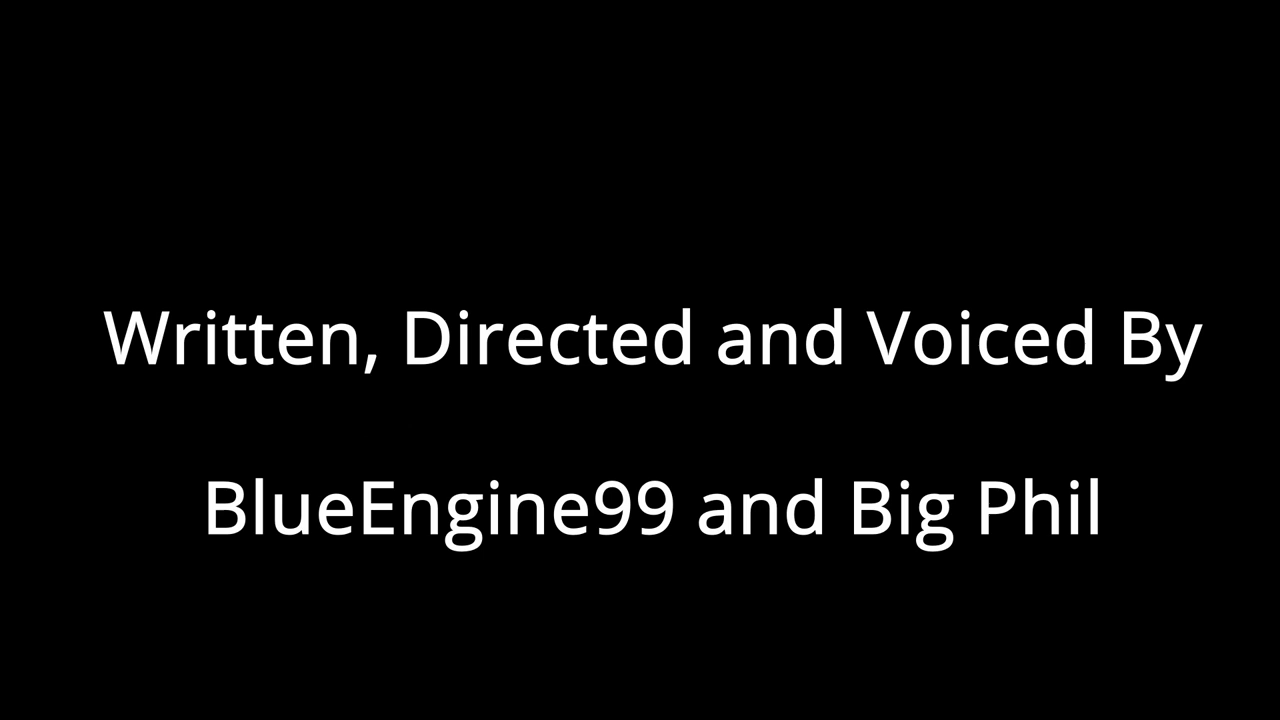 Written, Directed and Voiced By
BlueEngine99 and Big Phil